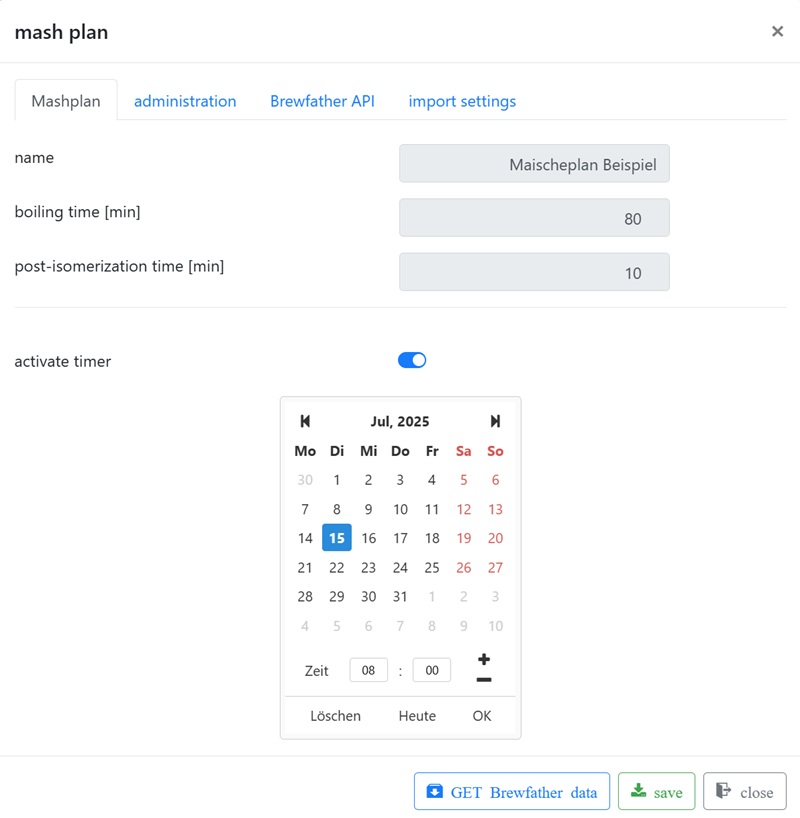 mash plan ×
Mashplan administration Brewfather API import settings
name Maischeplan Beispiel
boiling time [min] 80
post-isomerization time [min] 10
activate timer
Jul, 2025
Mo Di Mi Do Fr Sa So
30 1 2 3 4 5 6
7 8 9 10 11 12 13
14 15 16 17 18 19 20
21 22 23 24 25 26 27
28 29 30 31 1 2 3
4 5 6 7 8 9 10
Zeit 08 : 00
Löschen Heute OK
GET Brewfather data save close